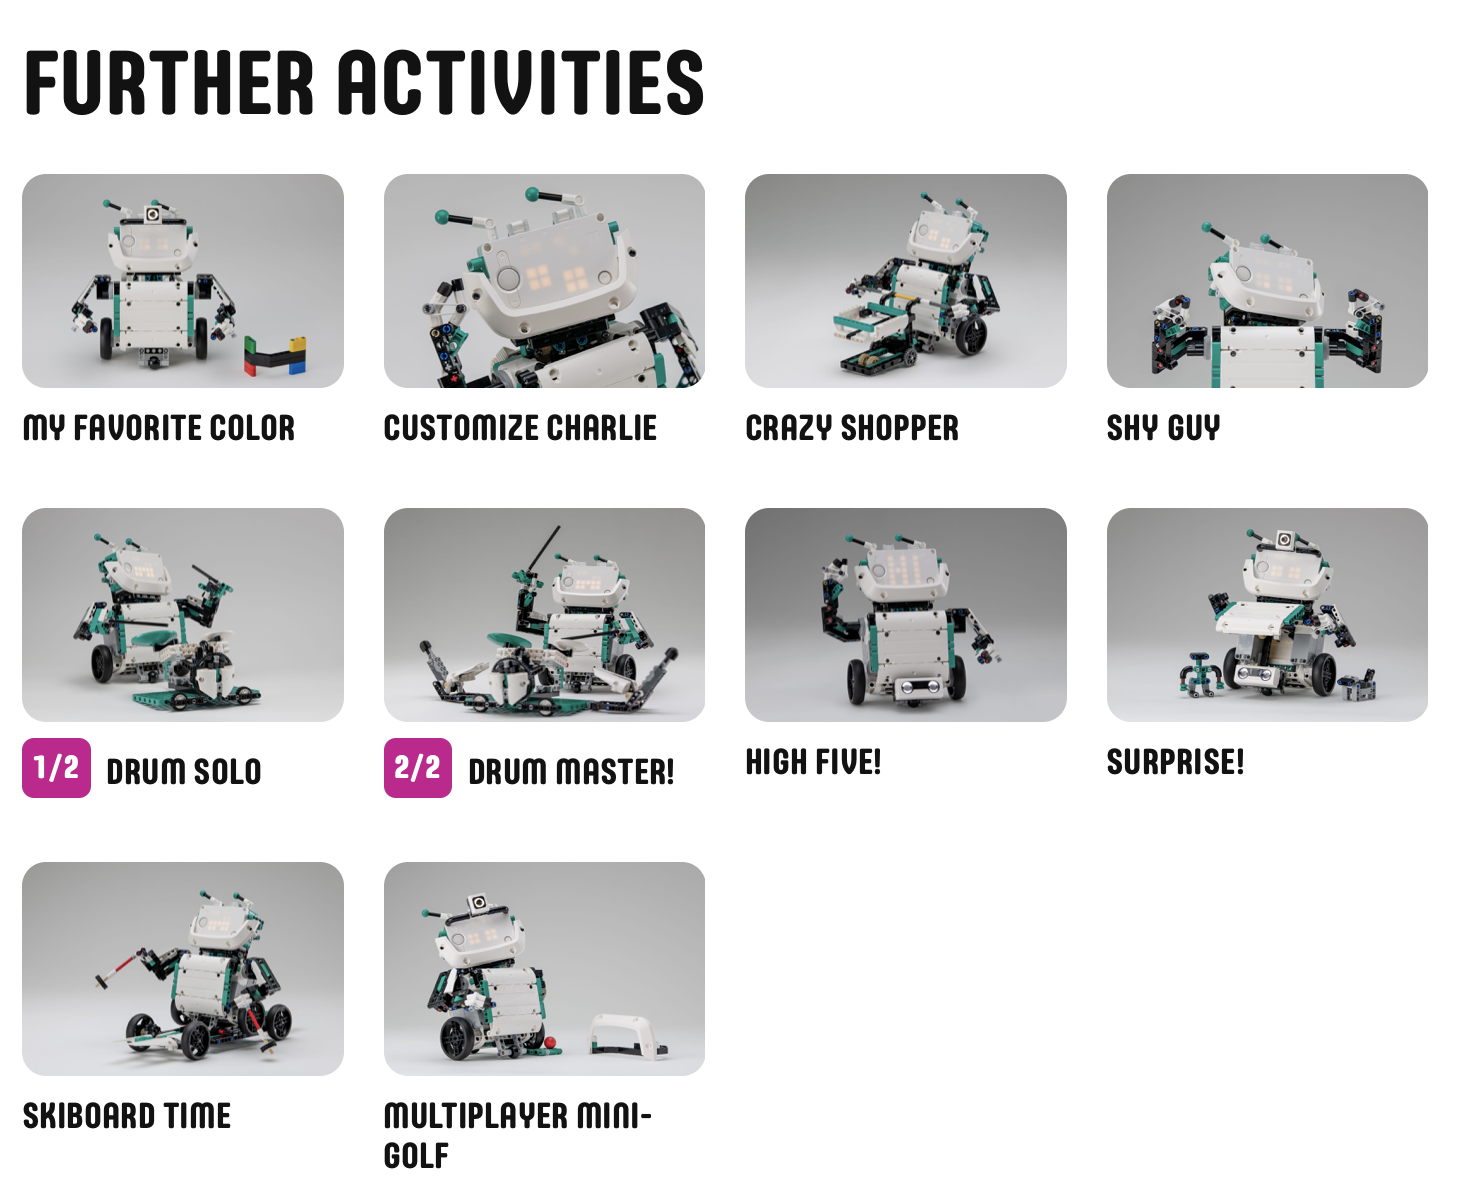 FURTHER ACTIVITIES
MY FAVORITE COLOR
CUSTOMIZE CHARLIE
CRAZY SHOPPER
SHY GUY
1/2 DRUM SOLO
2/2 DRUM MASTER!
HIGH FIVE!
SURPRISE!
SKIBOARD TIME
MULTIPLAYER MINI-
GOLF